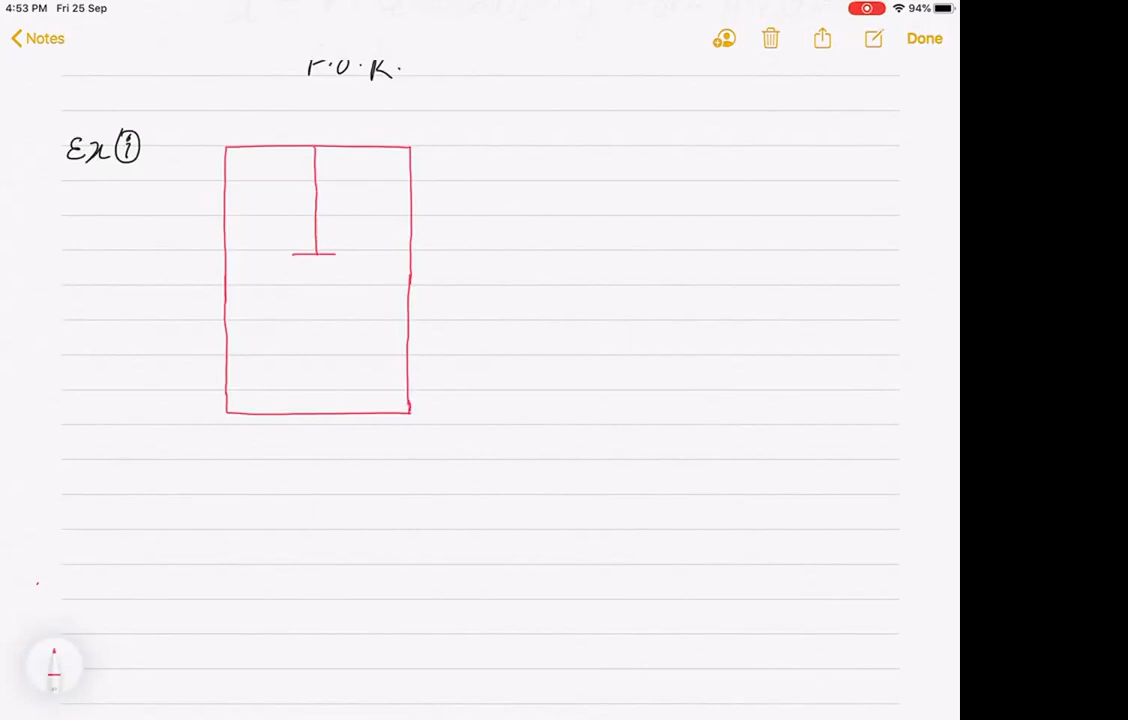 4:53 PM Fri 25 Sep
94%
Notes
Done
F.O.R.
Ex (i)